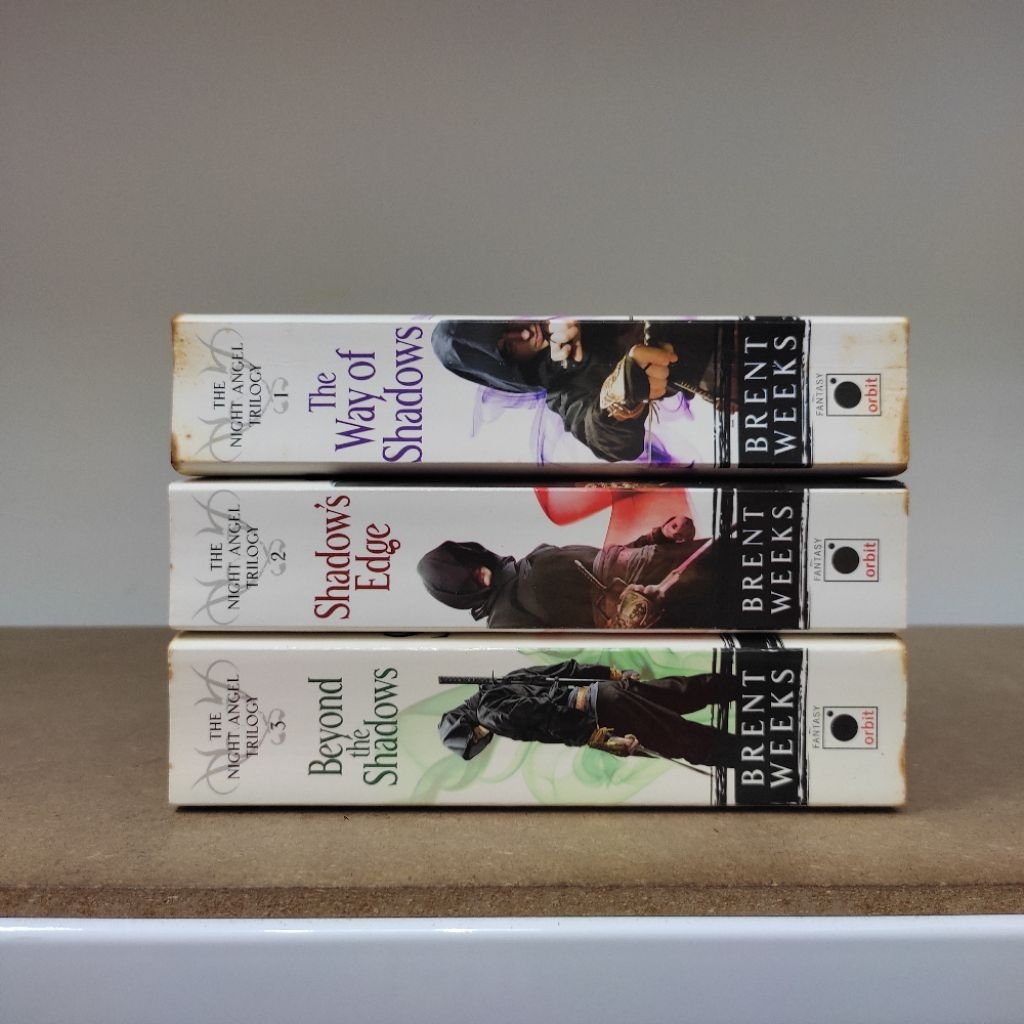 THE
NIGHT ANGEL
TRILOGY
1
The
Way of
Shadows
BRENT
WEEKS
FANTASY
orbit
THE
NIGHT ANGEL
TRILOGY
2
Shadow's
Edge
BRENT
WEEKS
FANTASY
orbit
THE
NIGHT ANGEL
TRILOGY
3
Beyond
the
Shadows
BRENT
WEEKS
FANTASY
orbit